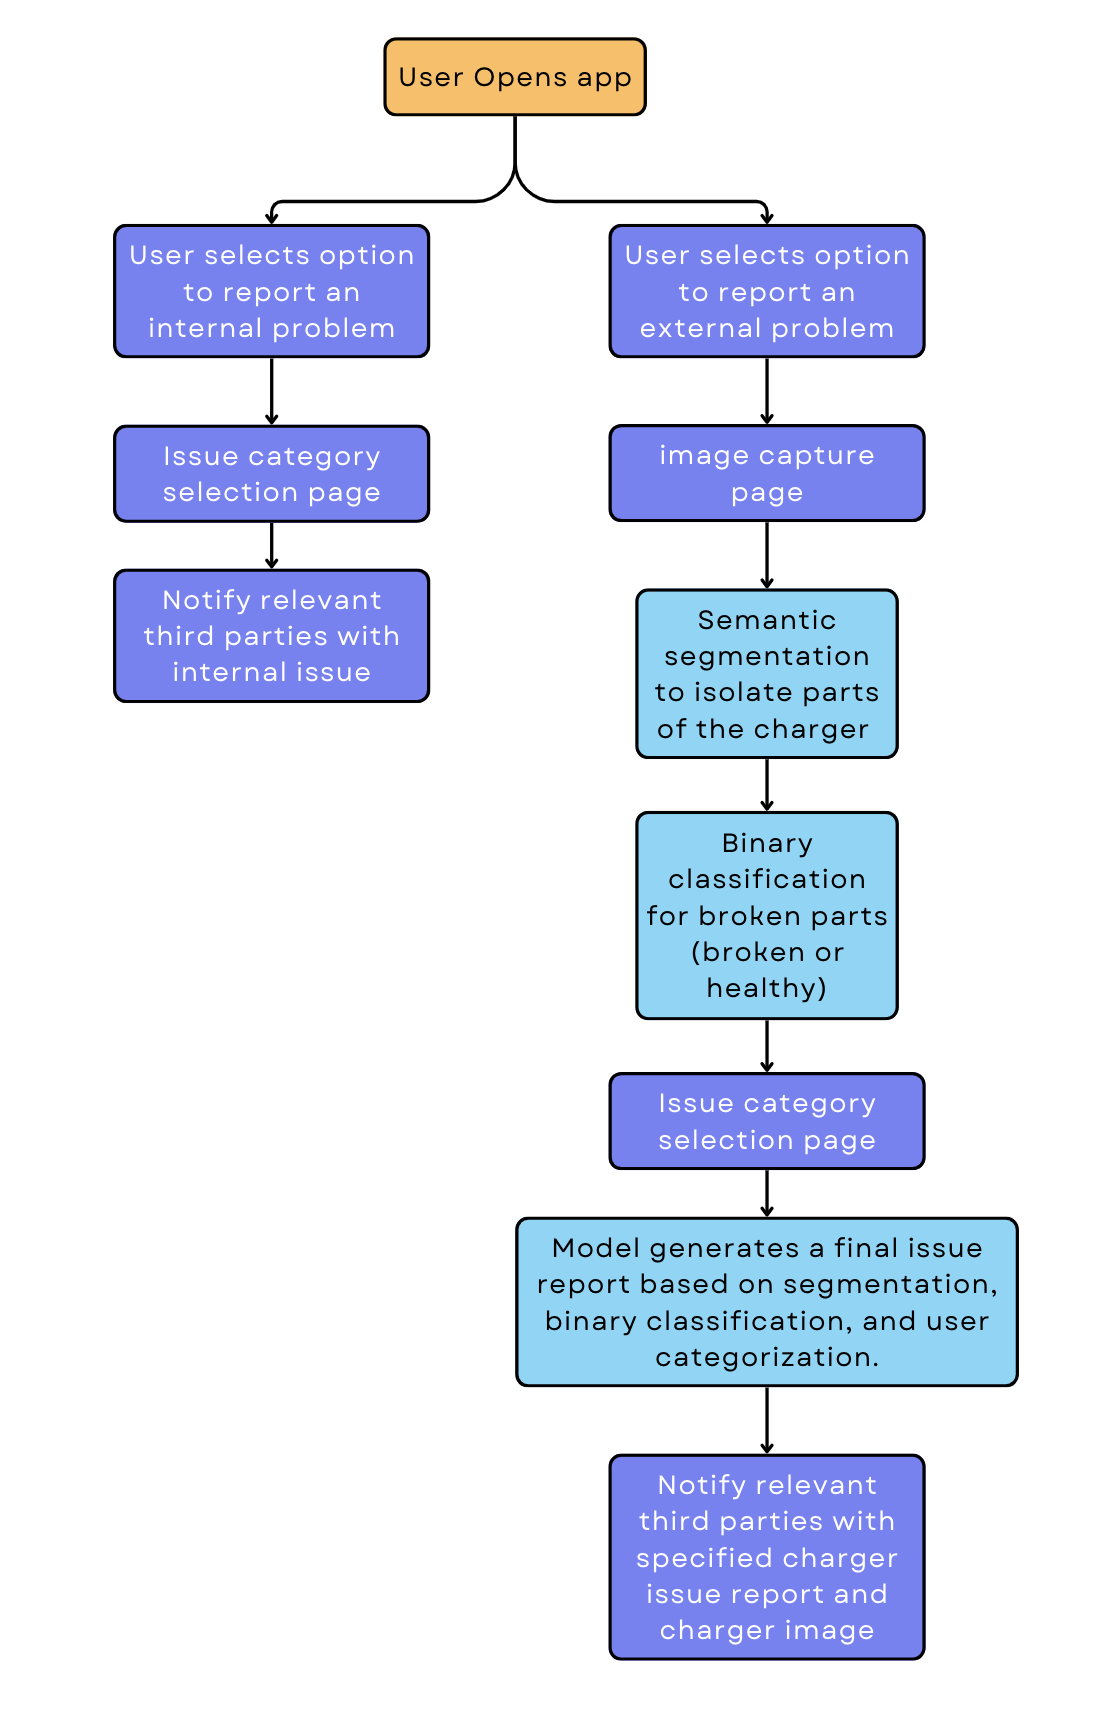 User Opens app
User selects option
to report an
internal problem
User selects option
to report an
external problem
Issue category
selection page
image capture
page
Notify relevant
third parties with
internal issue
Semantic
segmentation
to isolate parts
of the charger
Binary
classification
for broken parts
(broken or
healthy)
Issue category
selection page
Model generates a final issue
report based on segmentation,
binary classification, and user
categorization.
Notify relevant
third parties with
specified charger
issue report and
charger image